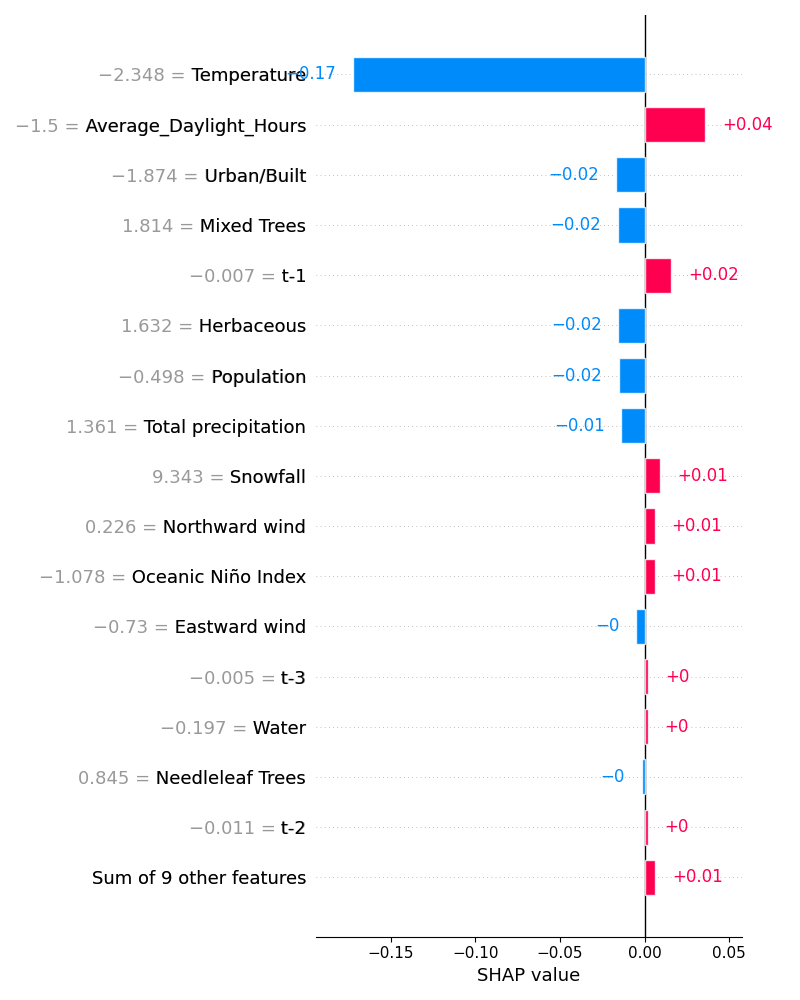 −2.348 = Temperature −0.17
−1.5 = Average_Daylight_Hours +0.04
−1.874 = Urban/Built −0.02
1.814 = Mixed Trees −0.02
−0.007 = t-1 +0.02
1.632 = Herbaceous −0.02
−0.498 = Population −0.02
1.361 = Total precipitation −0.01
9.343 = Snowfall +0.01
0.226 = Northward wind +0.01
−1.078 = Oceanic Niño Index +0.01
−0.73 = Eastward wind −0
−0.005 = t-3 +0
−0.197 = Water +0
0.845 = Needleleaf Trees −0
−0.011 = t-2 +0
Sum of 9 other features +0.01
−0.15 −0.10 −0.05 0.00 0.05
SHAP value